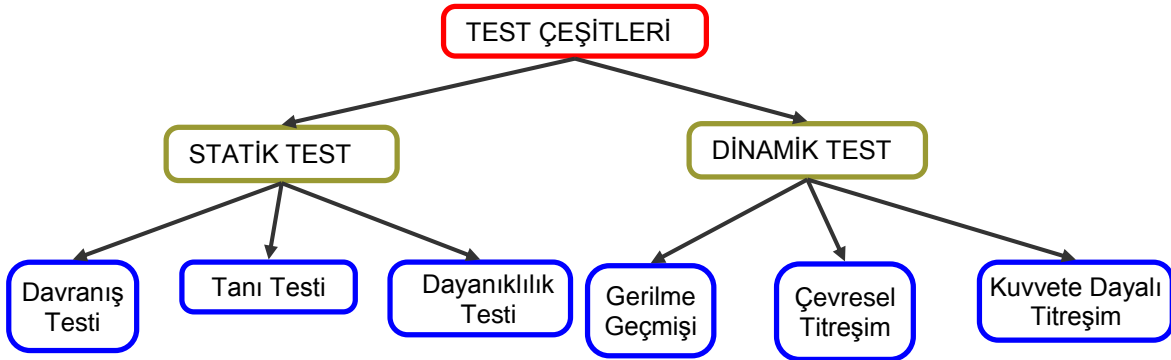 TEST ÇEŞİTLERİ
STATİK TEST
DİNAMİK TEST
Davranış
Testi
Tanı Testi
Dayanıklılık
Testi
Gerilme
Geçmişi
Çevresel
Titreşim
Kuvvete Dayalı
Titreşim